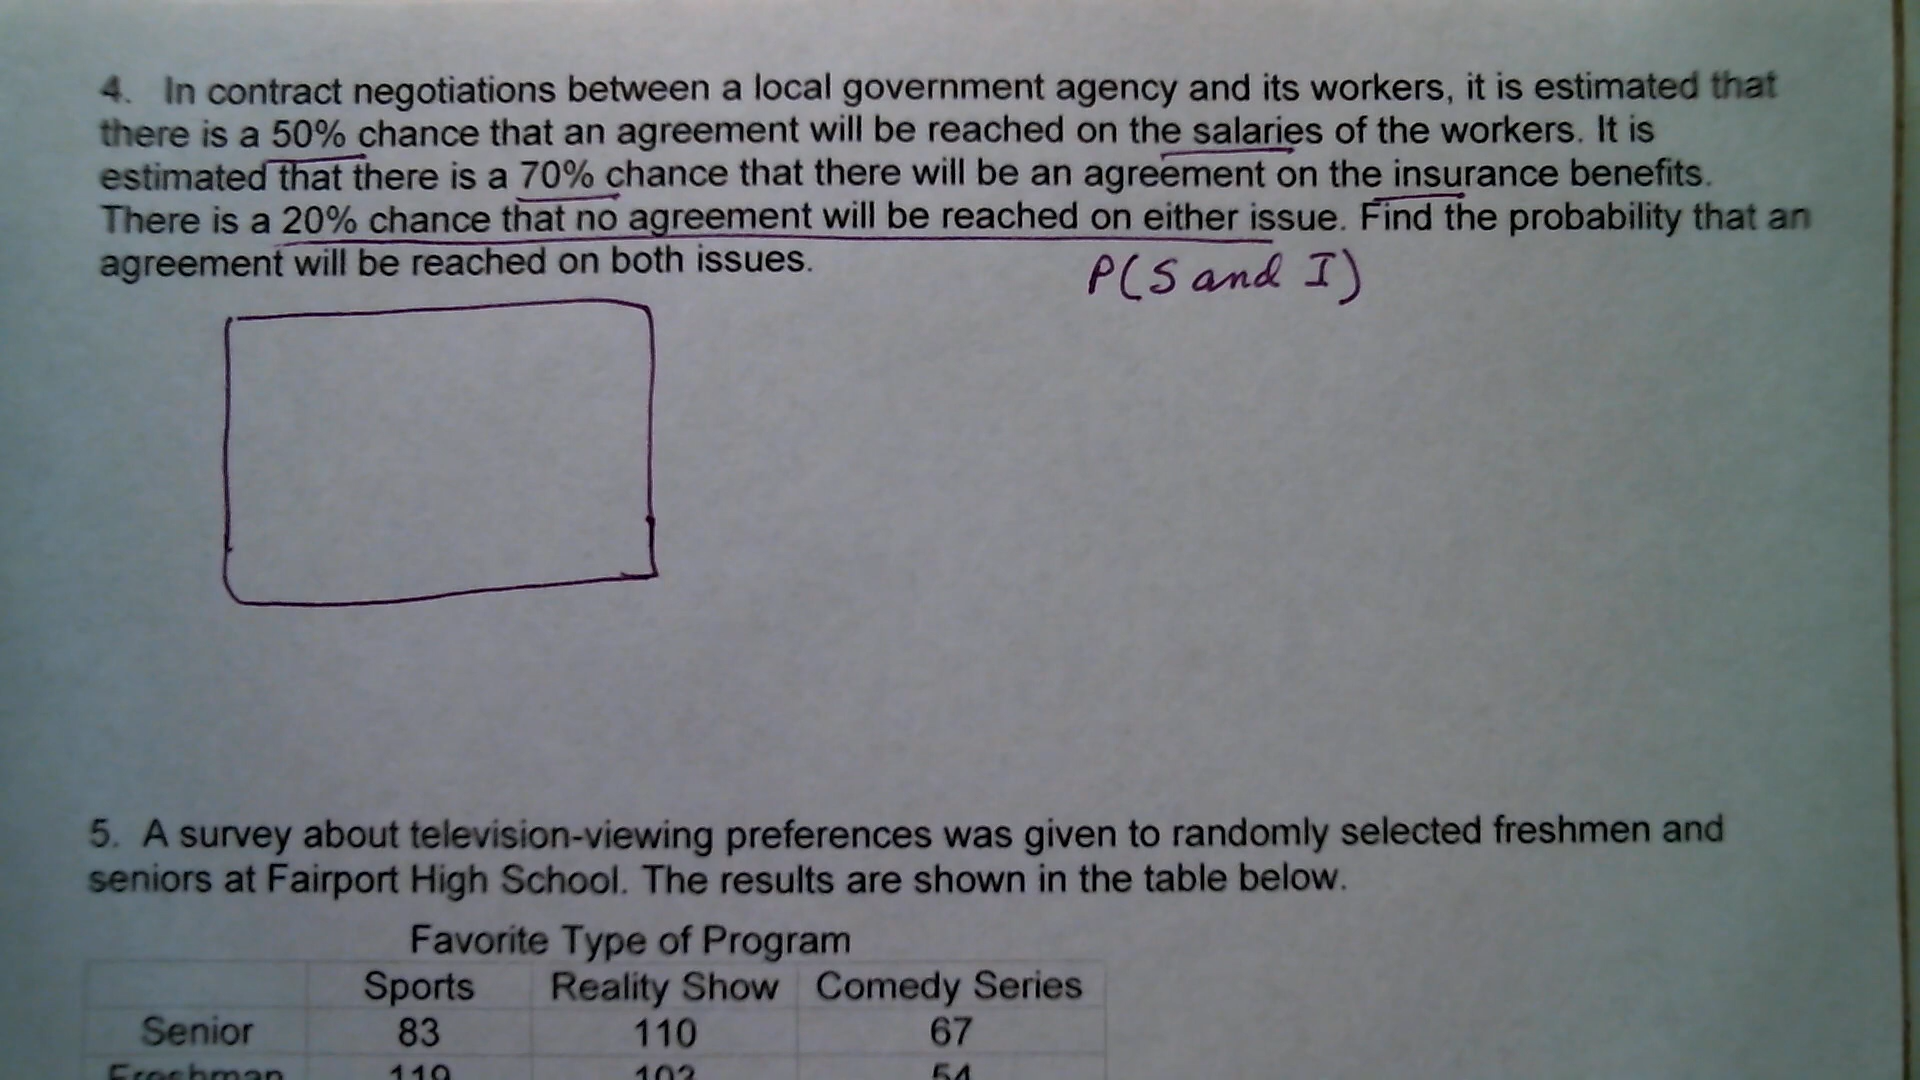 4. In contract negotiations between a local government agency and its workers, it is estimated that
there is a 50% chance that an agreement will be reached on the salaries of the workers. It is
estimated that there is a 70% chance that there will be an agreement on the insurance benefits.
There is a 20% chance that no agreement will be reached on either issue. Find the probability that an
agreement will be reached on both issues.
P(S and I)
5. A survey about television-viewing preferences was given to randomly selected freshmen and
seniors at Fairport High School. The results are shown in the table below.
Favorite Type of Program
Sports Reality Show Comedy Series
Senior 83 110 67
Freshman 119 102 54